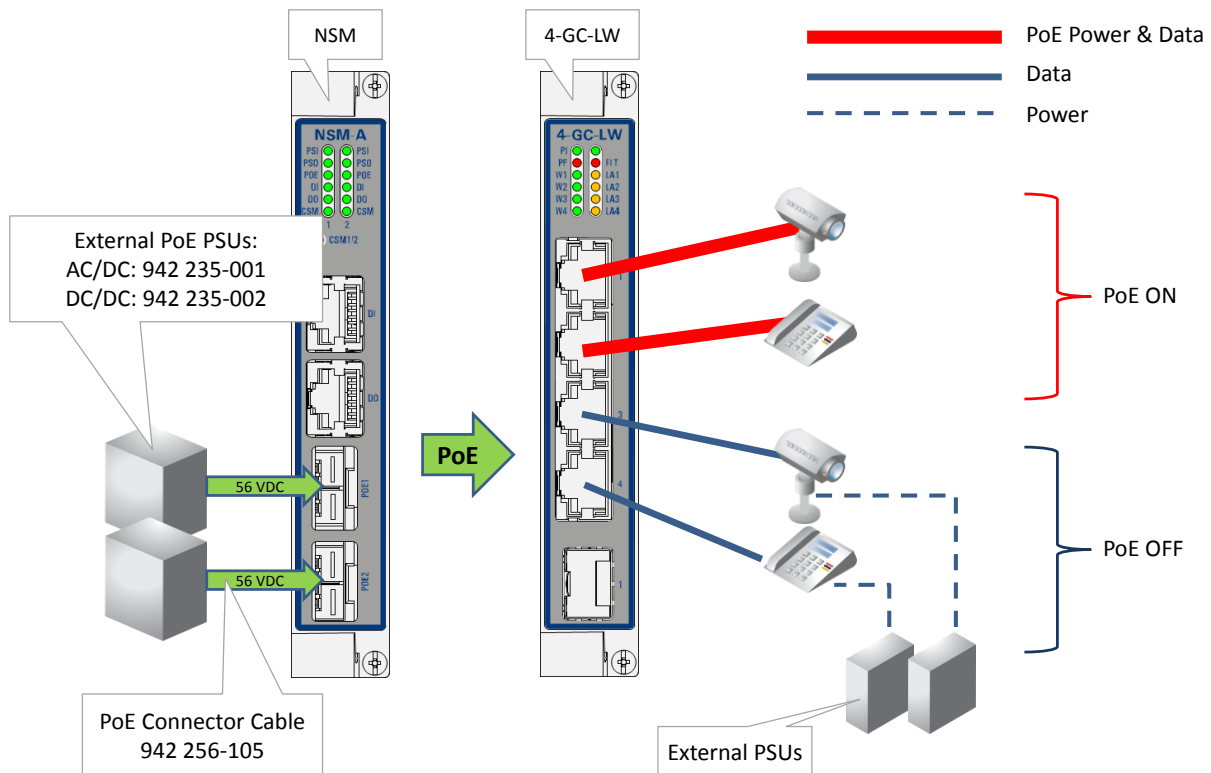 NSM
4-GC-LW
PoE Power & Data
Data
Power
NSM-A
PSI PSI
PSO PSO
POE POE
DI DI
DO DO
CSM CSM
1 2
CSM1/2
DI
DO
POE1
POE2
4-GC-LW
PI
PF FLT
W1 LA1
W2 LA2
W3 LA3
W4 LA4
1
3
4
1
External PoE PSUs:
AC/DC: 942 235-001
DC/DC: 942 235-002
56 VDC
56 VDC
PoE
PoE ON
PoE OFF
PoE Connector Cable
942 256-105
External PSUs